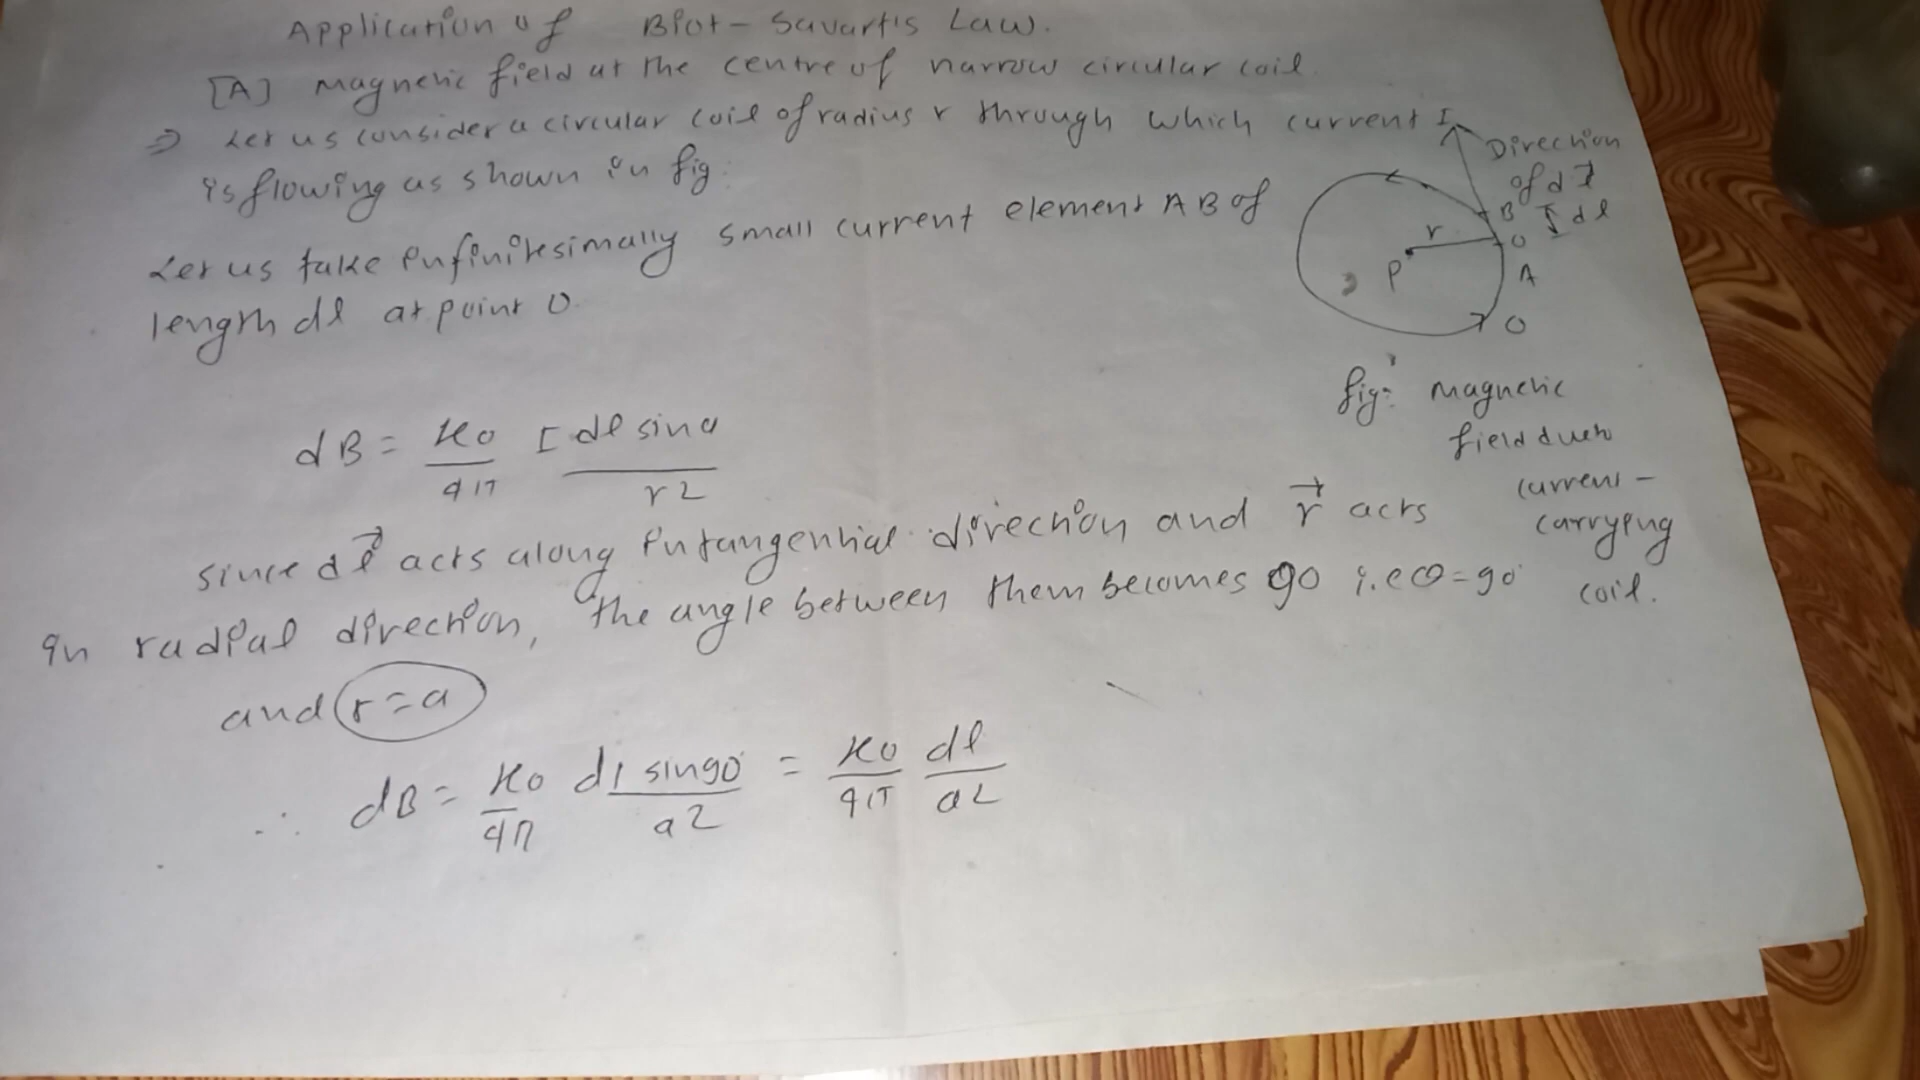 Application of Biot-Savart's Law.
[A] Magnetic field at the centre of narrow circular coil.
⇒ Let us consider a circular coil of radius r through which current I
is flowing as shown in fig.
Let us take infinitesimally small current element AB of
length dl at point O.
Direction
of dl⃗
B I dl
r O
P A
O
fig: Magnetic
field due to
current-
carrying
coil.
dB = μ0/4π I dl sinθ/r2
since dl⃗ acts along in tangential direction and r⃗ acts
in radial direction, the angle between them becomes 90 i.e θ=90°
and r=a
∴ dB = μ0/4π dl sin90°/a2 = μ0/4π dl/a2